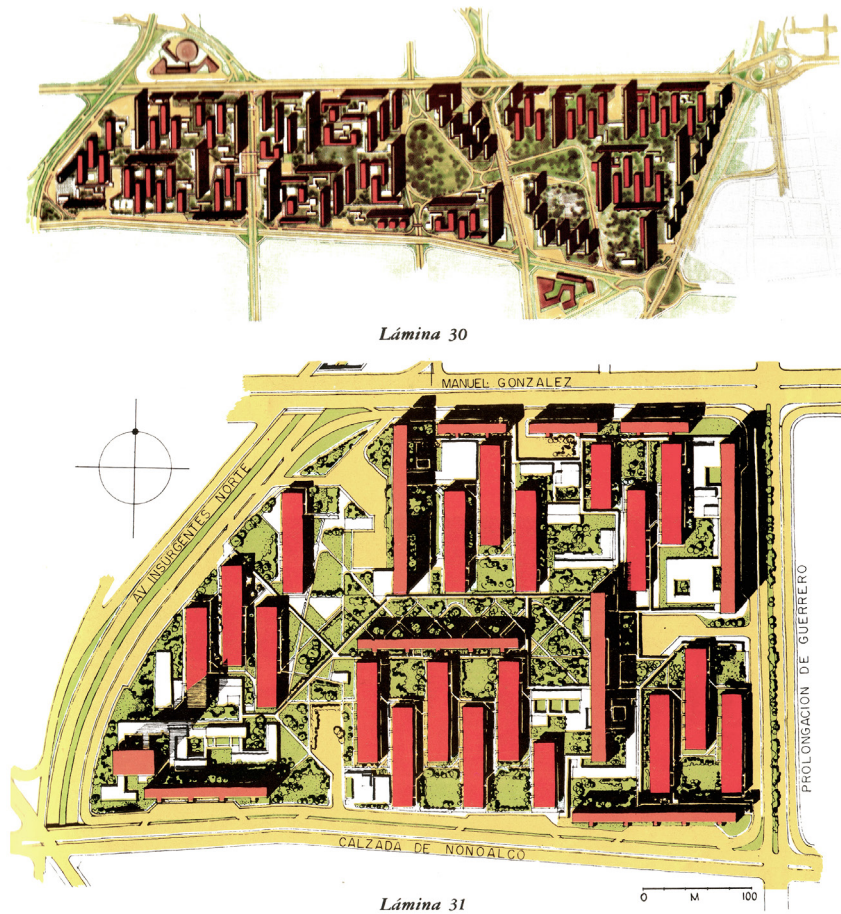 Lámina 30
MANUEL GONZALEZ
AV INSURGENTES NORTE
PROLONGACION DE GUERRERO
CALZADA DE NONOALCO
0 M 100
Lámina 31